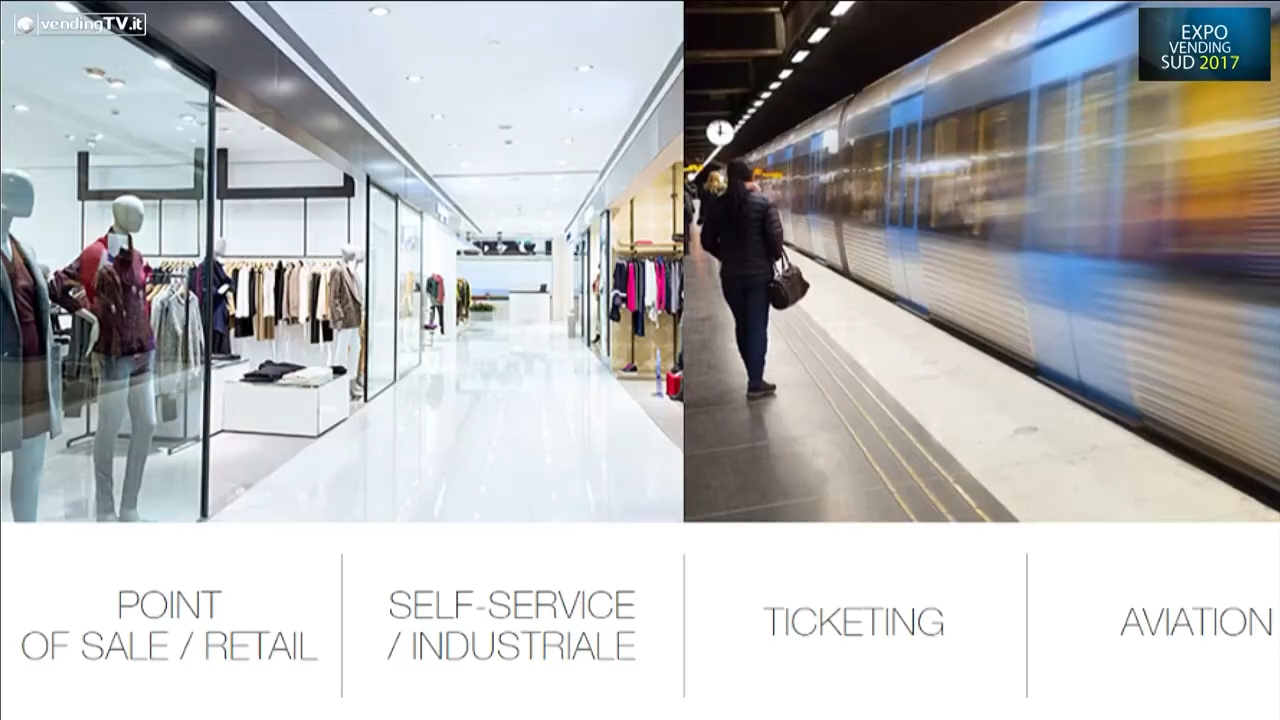 vendingTV.it
EXPO
VENDING
SUD 2017
POINT
OF SALE / RETAIL
SELF-SERVICE
/ INDUSTRIALE
TICKETING
AVIATION